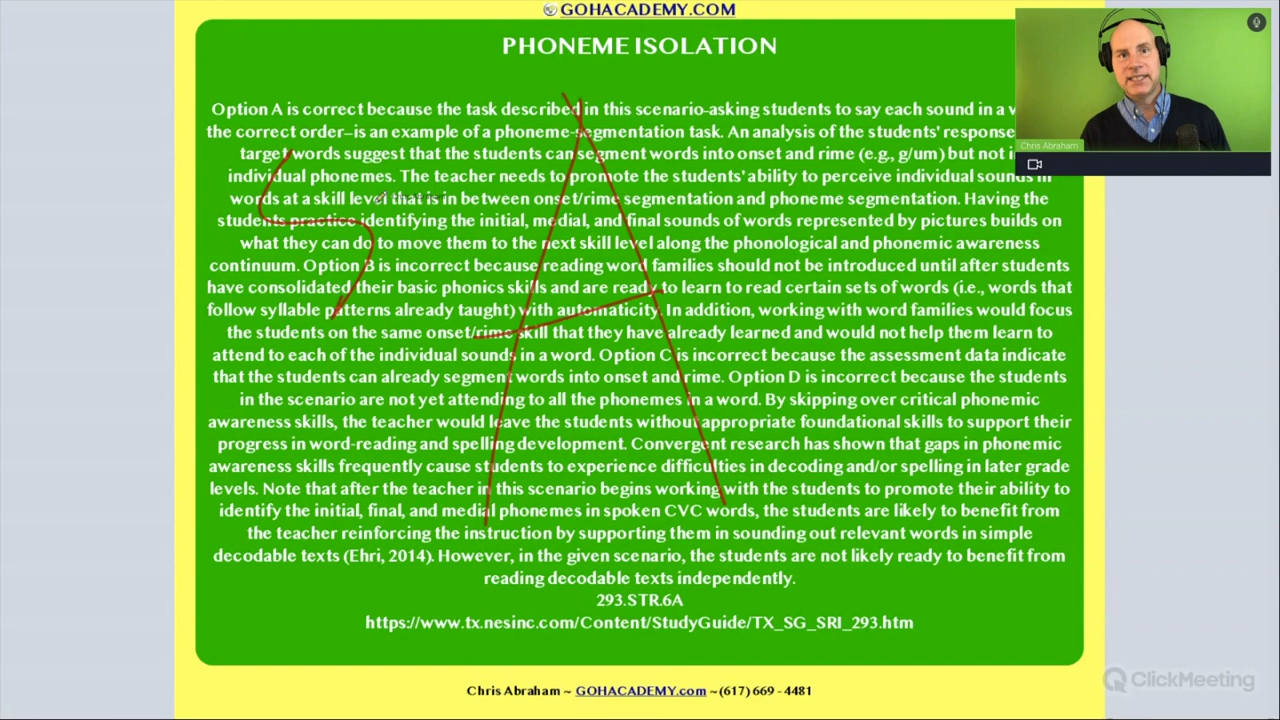 GOHACADEMY.COM
PHONEME ISOLATION
Option A is correct because the task described in this scenario–asking students to say each sound in a
the correct order–is an example of a phoneme-segmentation task. An analysis of the students' response
target words suggest that the students can segment words into onset and rime (e.g., g/um) but not
individual phonemes. The teacher needs to promote the students' ability to perceive individual sounds in
words at a skill level that is in between onset/rime segmentation and phoneme segmentation. Having the
students practice identifying the initial, medial, and final sounds of words represented by pictures builds on
what they can do to move them to the next skill level along the phonological and phonemic awareness
continuum. Option B is incorrect because reading word families should not be introduced until after students
have consolidated their basic phonics skills and are ready to learn to read certain sets of words (i.e., words that
follow syllable patterns already taught) with automaticity. In addition, working with word families would focus
the students on the same onset/rime skill that they have already learned and would not help them learn to
attend to each of the individual sounds in a word. Option C is incorrect because the assessment data indicate
that the students can already segment words into onset and rime. Option D is incorrect because the students
in the scenario are not yet attending to all the phonemes in a word. By skipping over critical phonemic
awareness skills, the teacher would leave the students without appropriate foundational skills to support their
progress in word-reading and spelling development. Convergent research has shown that gaps in phonemic
awareness skills frequently cause students to experience difficulties in decoding and/or spelling in later grade
levels. Note that after the teacher in this scenario begins working with the students to promote their ability to
identify the initial, final, and medial phonemes in spoken CVC words, the students are likely to benefit from
the teacher reinforcing the instruction by supporting them in sounding out relevant words in simple
decodable texts (Ehri, 2014). However, in the given scenario, the students are not likely ready to benefit from
reading decodable texts independently.
293.STR.6A
https://www.tx.nesinc.com/Content/StudyGuide/TX_SG_SRI_293.htm
Chris Abraham ~ GOHACADEMY.com ~(617) 669 - 4481
Chris Abraham
ClickMeeting
A